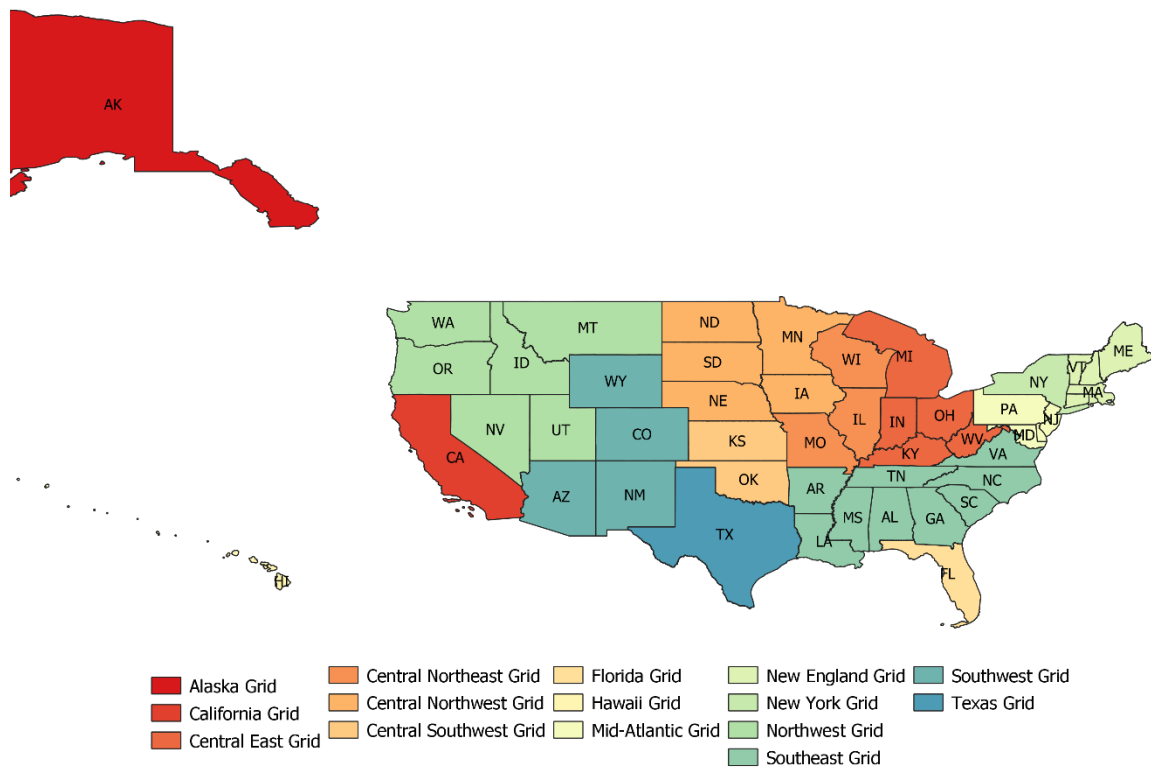 AK
WA
MT
ND
MN
ME
OR
ID
SD
WI
MI
VT
NY
MA
WY
NE
IA
PA
NJ
NV
UT
CO
KS
MO
IL
IN
OH
WV
MD
VA
CA
KY
AZ
NM
OK
AR
TN
NC
SC
TX
LA
MS
AL
GA
FL
HI
Alaska Grid
California Grid
Central East Grid
Central Northeast Grid
Central Northwest Grid
Central Southwest Grid
Florida Grid
Hawaii Grid
Mid-Atlantic Grid
New England Grid
New York Grid
Northwest Grid
Southeast Grid
Southwest Grid
Texas Grid